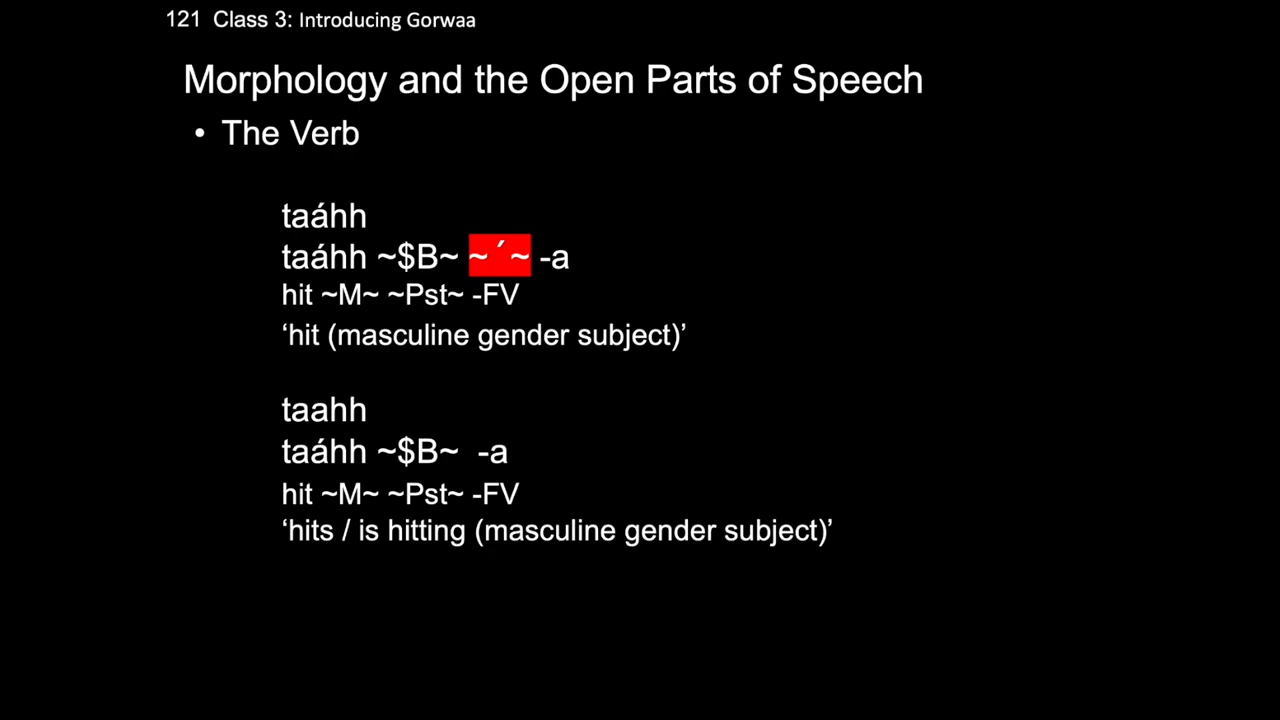 121 Class 3: Introducing Gorwaa
Morphology and the Open Parts of Speech
• The Verb
taáhh
taáhh ~$B~ ~ˊ~ -a
hit ~M~ ~Pst~ -FV
‘hit (masculine gender subject)’
taahh
taáhh ~$B~ -a
hit ~M~ ~Pst~ -FV
‘hits / is hitting (masculine gender subject)’